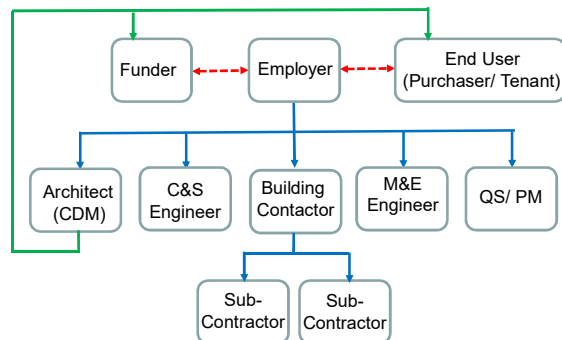 Funder
Employer
End User
(Purchaser/ Tenant)
Architect
(CDM)
C&S
Engineer
Building
Contactor
M&E
Engineer
QS/ PM
Sub-
Contractor
Sub-
Contractor